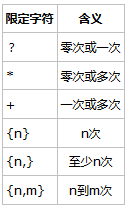 限定字符 含义
? 零次或一次
* 零次或多次
+ 一次或多次
{n} n次
{n,} 至少n次
{n,m} n到m次